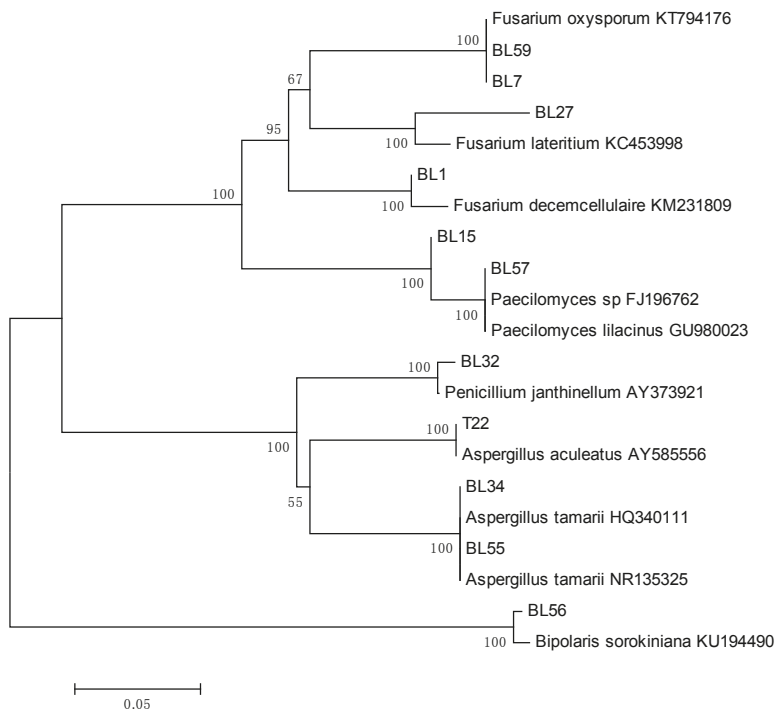 Fusarium oxysporum KT794176
100
BL59
BL7
67
BL27
100
Fusarium lateritium KC453998
95
BL1
100
Fusarium decemcellulaire KM231809
100
BL15
100
BL57
Paecilomyces sp FJ196762
100
Paecilomyces lilacinus GU980023
BL32
100
Penicillium janthinellum AY373921
T22
100
Aspergillus aculeatus AY585556
100
BL34
55
Aspergillus tamarii HQ340111
100
BL55
Aspergillus tamarii NR135325
BL56
100
Bipolaris sorokiniana KU194490
0.05